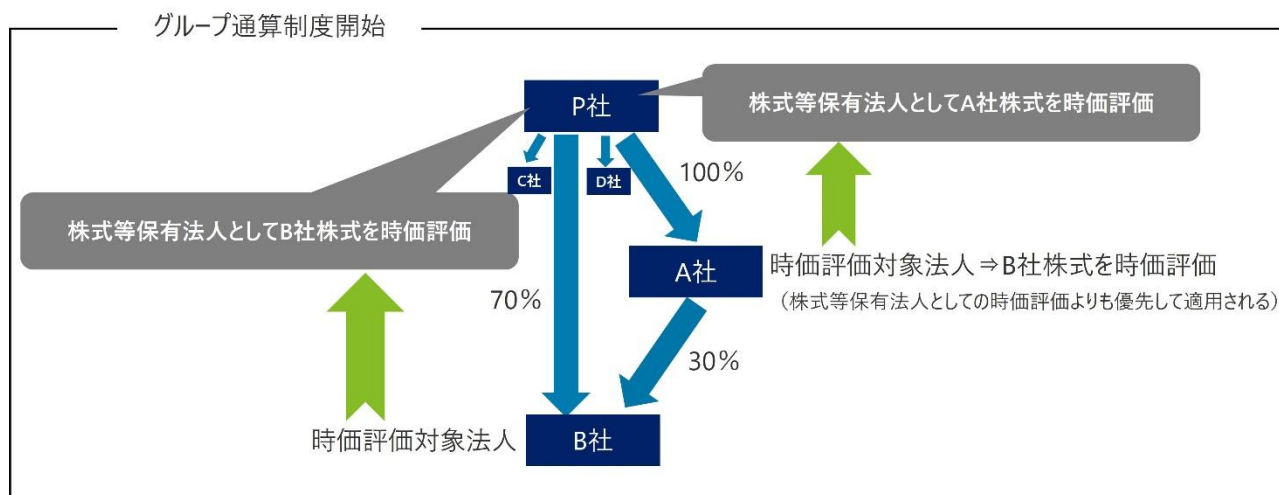 グループ通算制度開始
P社
株式等保有法人としてA社株式を時価評価
C社
D社
100%
株式等保有法人としてB社株式を時価評価
A社
時価評価対象法人⇒B社株式を時価評価
（株式等保有法人としての時価評価よりも優先して適用される）
70%
30%
時価評価対象法人
B社